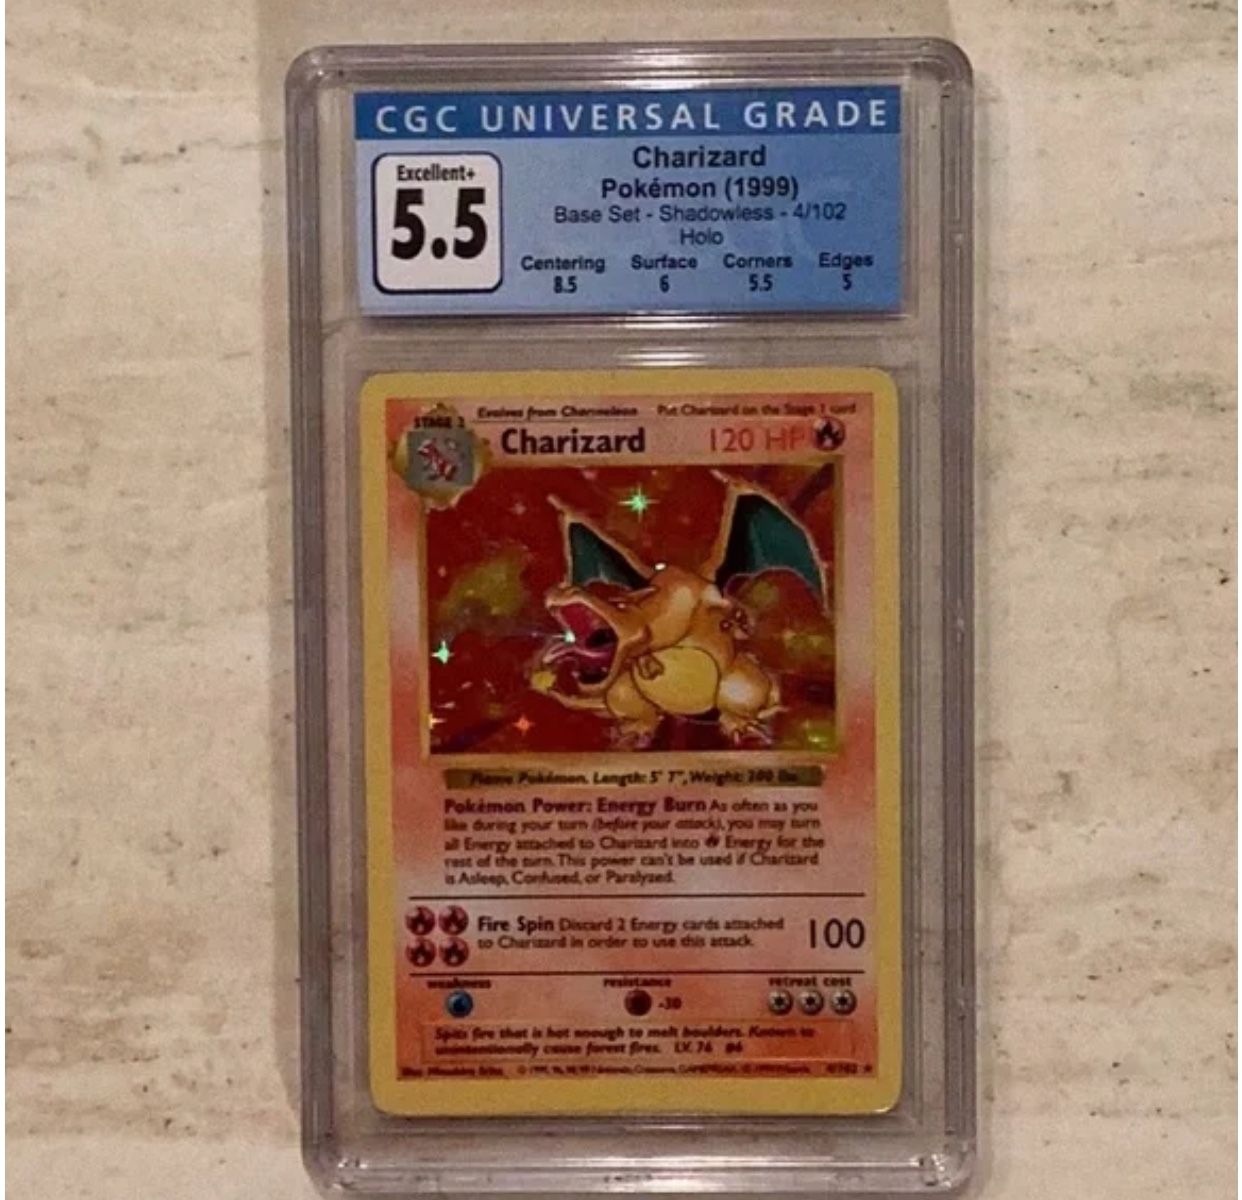 CGC UNIVERSAL GRADE
Excellent+
5.5
Charizard
Pokémon (1999)
Base Set - Shadowless - 4/102
Holo
Centering Surface Corners Edges
8.5 6 5.5 5
STAGE 2
Evolves from Charmeleon Put Charizard on the Stage 1 card
Charizard 120 HP
Flame Pokémon. Length: 5' 7", Weight: 200 lbs.
Pokémon Power: Energy Burn As often as you
like during your turn (before your attack), you may turn
all Energy attached to Charizard into Energy for the
rest of the turn. This power can't be used if Charizard
is Asleep, Confused, or Paralyzed.
Fire Spin Discard 2 Energy cards attached
to Charizard in order to use this attack.
100
weakness resistance retreat cost
-30
Spits fire that is hot enough to melt boulders. Known to
unintentionally cause forest fires. LV. 76 #6
4/102